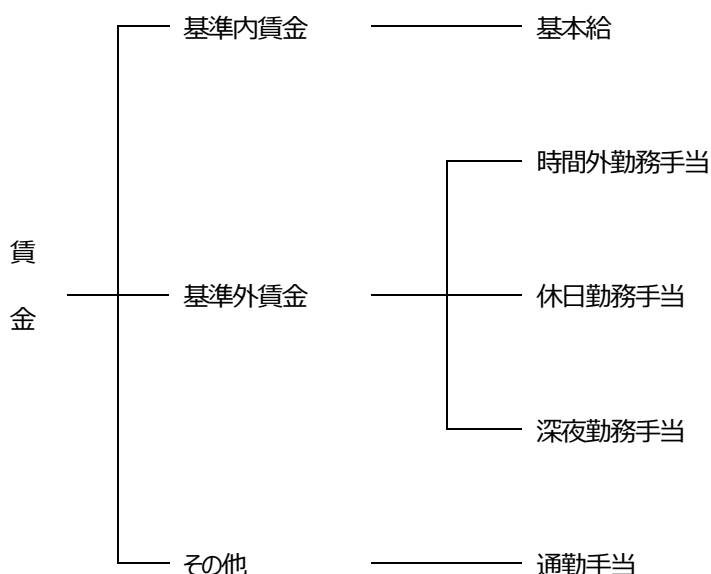 賃金
基準内賃金
基本給
時間外勤務手当
基準外賃金
休日勤務手当
深夜勤務手当
その他
通勤手当